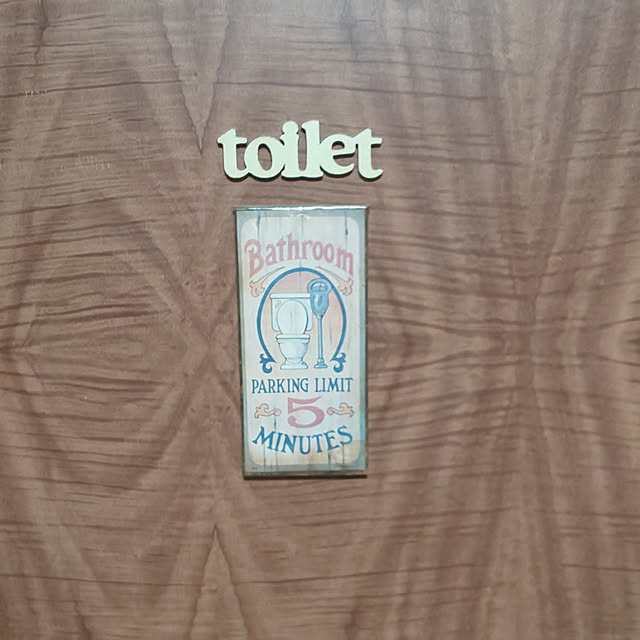 toilet
Bathroom
PARKING LIMIT
5
MINUTES